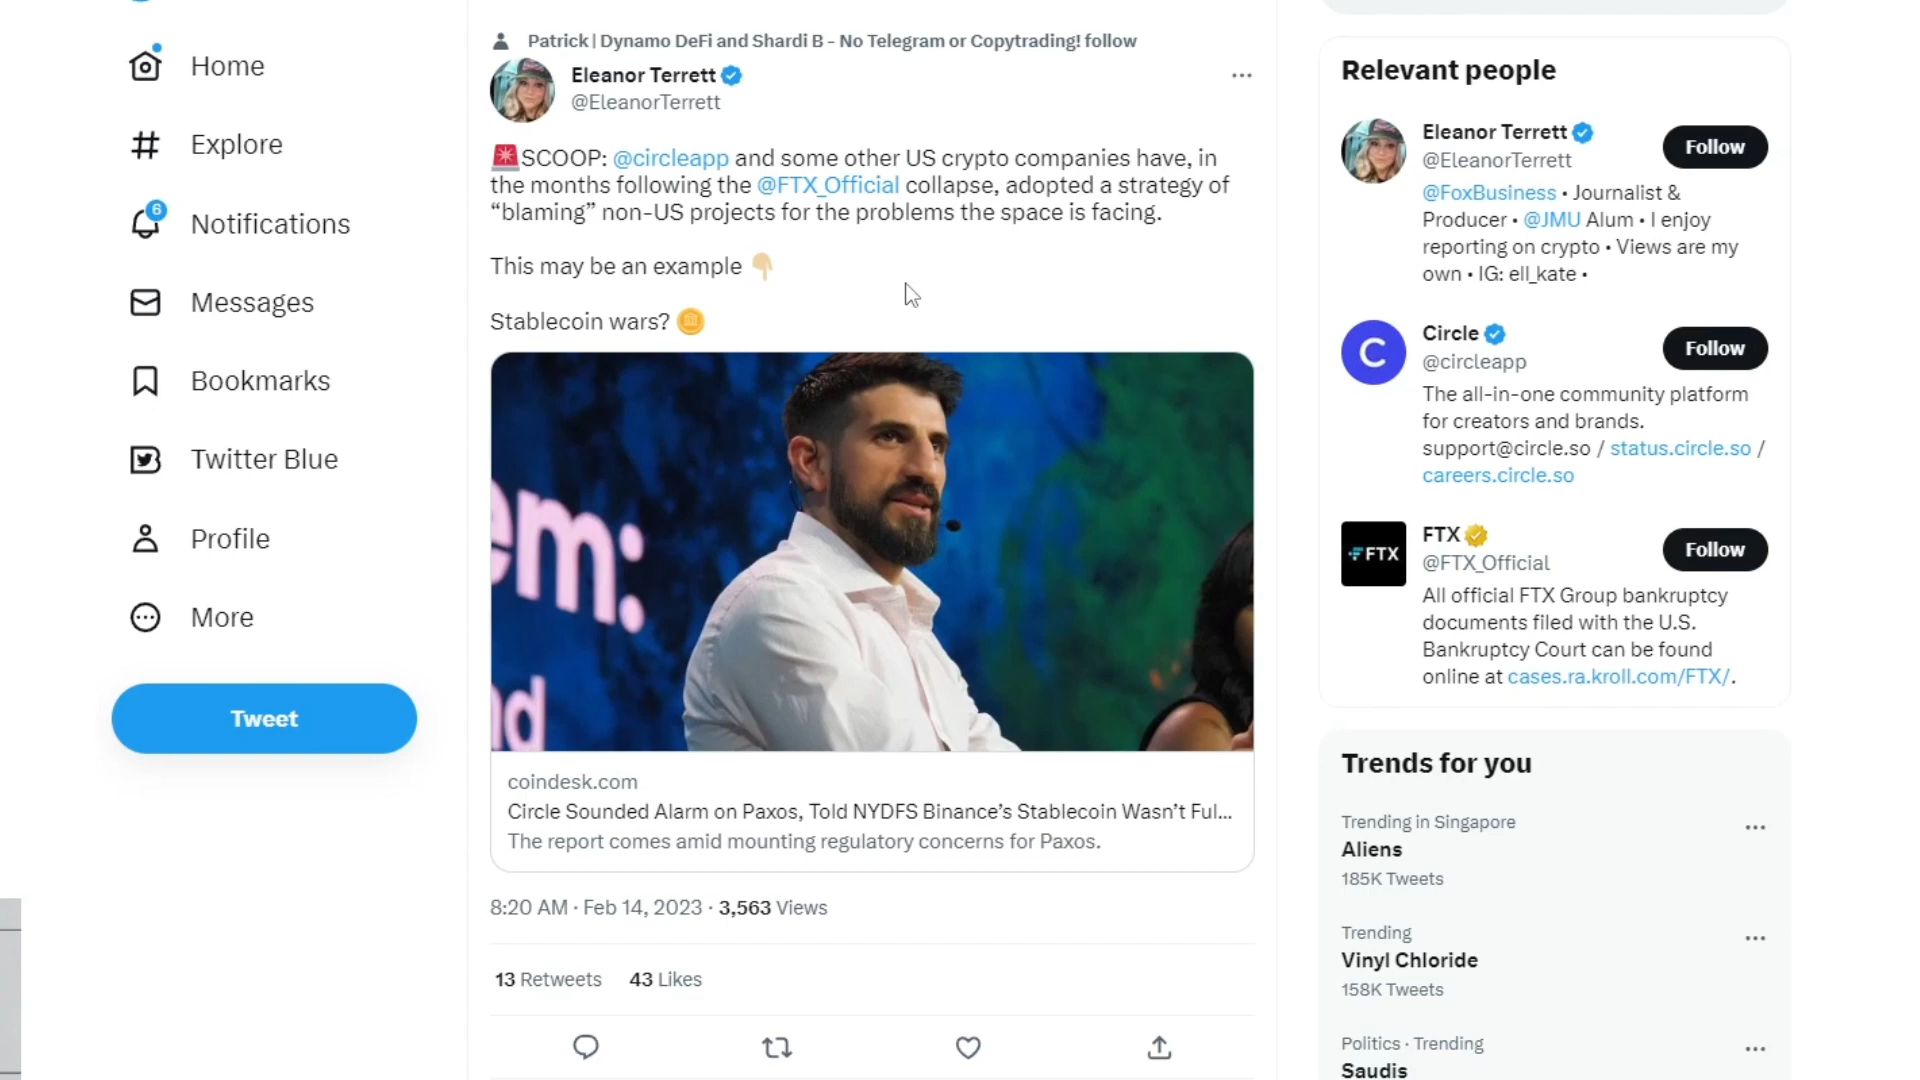 Home
Explore
6
Notifications
Messages
Bookmarks
Twitter Blue
Profile
More
Tweet
Patrick | Dynamo DeFi and Shardi B - No Telegram or Copytrading! follow
Eleanor Terrett
@EleanorTerrett
🚨SCOOP: @circleapp and some other US crypto companies have, in
the months following the @FTX_Official collapse, adopted a strategy of
“blaming” non-US projects for the problems the space is facing.
This may be an example 👇🏼
Stablecoin wars? 🪙
em:
nd
coindesk.com
Circle Sounded Alarm on Paxos, Told NYDFS Binance’s Stablecoin Wasn’t Ful...
The report comes amid mounting regulatory concerns for Paxos.
8:20 AM · Feb 14, 2023 · 3,563 Views
13 Retweets 43 Likes
Relevant people
Eleanor Terrett
@EleanorTerrett
Follow
@FoxBusiness • Journalist &
Producer • @JMU Alum • I enjoy
reporting on crypto • Views are my
own • IG: ell_kate •
C
Circle
@circleapp
Follow
The all-in-one community platform
for creators and brands.
support@circle.so / status.circle.so /
careers.circle.so
FTX
FTX
@FTX_Official
Follow
All official FTX Group bankruptcy
documents filed with the U.S.
Bankruptcy Court can be found
online at cases.ra.kroll.com/FTX/.
Trends for you
Trending in Singapore
Aliens
185K Tweets
Trending
Vinyl Chloride
158K Tweets
Politics · Trending
Saudis